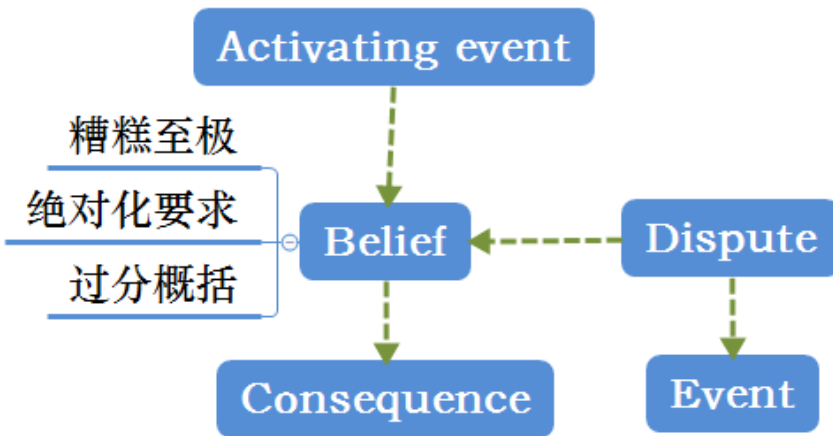 Activating event
糟糕至极
绝对化要求
过分概括
Belief
Dispute
Consequence
Event